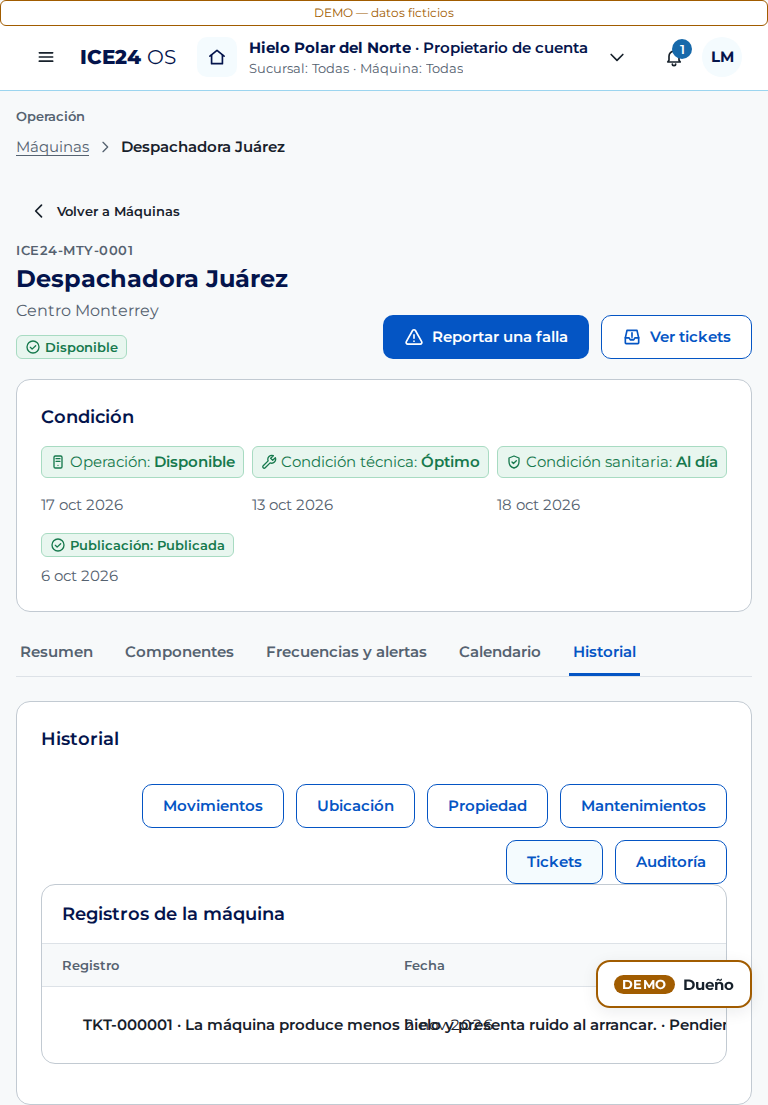 DEMO — datos ficticios
ICE24 OS
Hielo Polar del Norte · Propietario de cuenta
Sucursal: Todas · Máquina: Todas
1
LM
Operación
Máquinas > Despachadora Juárez
Volver a Máquinas
ICE24-MTY-0001
Despachadora Juárez
Centro Monterrey
Disponible
Reportar una falla
Ver tickets
Condición
Operación: Disponible
Condición técnica: Óptimo
Condición sanitaria: Al día
17 oct 2026
13 oct 2026
18 oct 2026
Publicación: Publicada
6 oct 2026
Resumen
Componentes
Frecuencias y alertas
Calendario
Historial
Historial
Movimientos
Ubicación
Propiedad
Mantenimientos
Tickets
Auditoría
Registros de la máquina
Registro
Fecha
DEMO Dueño
TKT-000001 · La máquina produce menos hielo y presenta ruido al arrancar. · Pendien
2 nov 2026